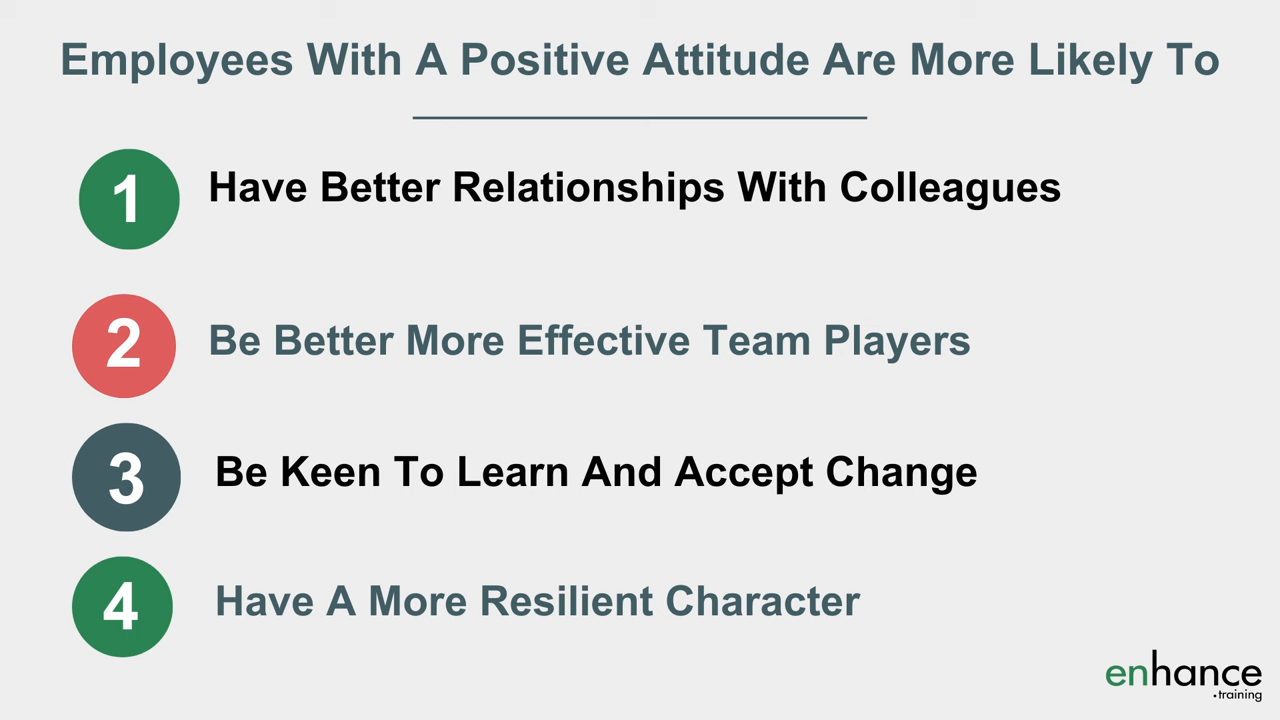 Employees With A Positive Attitude Are More Likely To
1 Have Better Relationships With Colleagues
2 Be Better More Effective Team Players
3 Be Keen To Learn And Accept Change
4 Have A More Resilient Character
enhance
.training